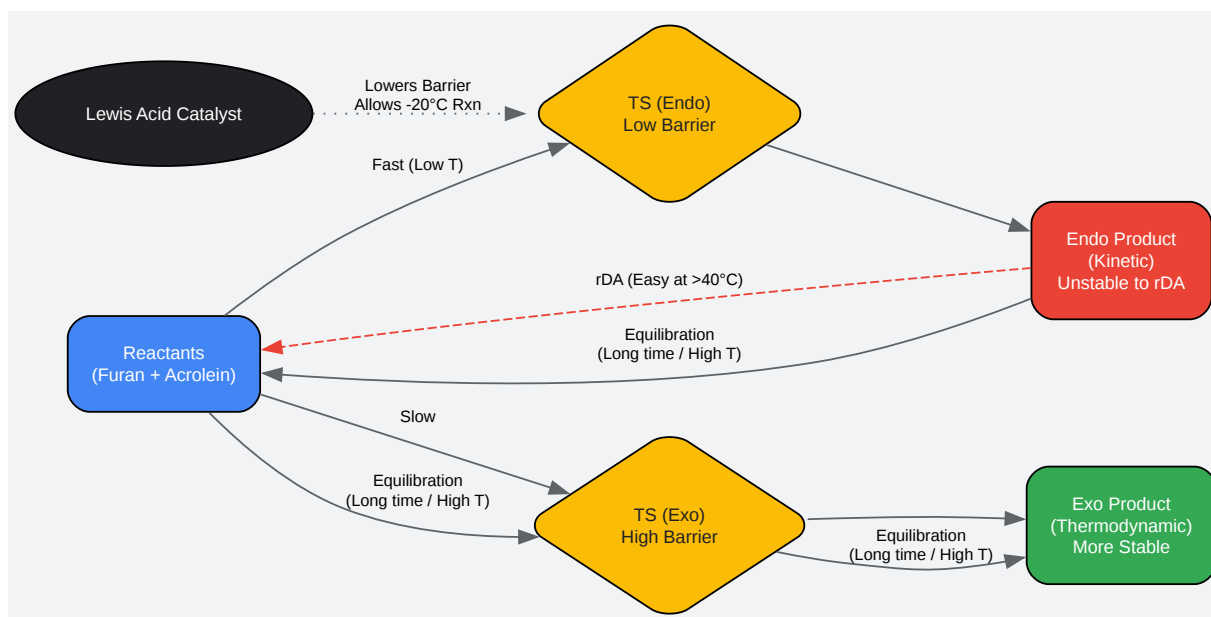 Lewis Acid Catalyst
Lowers Barrier
Allows -20°C Rxn
TS (Endo)
Low Barrier
Fast (Low T)
Endo Product
(Kinetic)
Unstable to rDA
rDA (Easy at >40°C)
Equilibration
(Long time / High T)
Reactants
(Furan + Acrolein)
Slow
Equilibration
(Long time / High T)
TS (Exo)
High Barrier
Equilibration
(Long time / High T)
Exo Product
(Thermodynamic)
More Stable